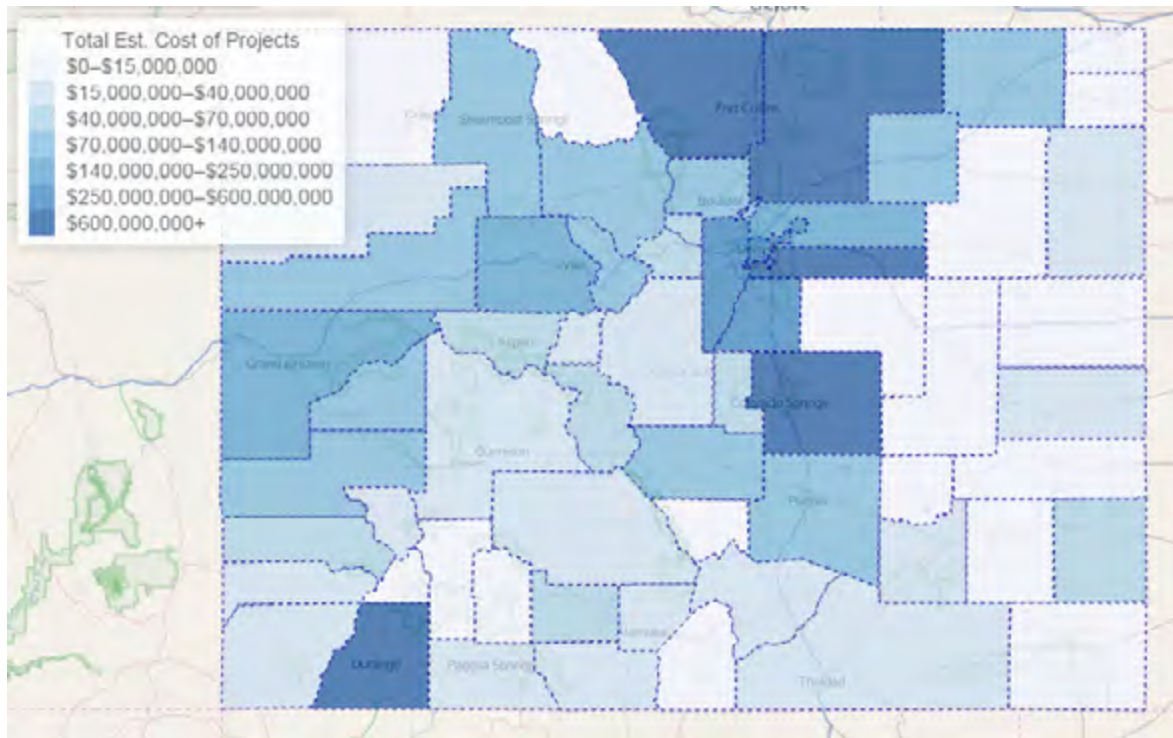 Total Est. Cost of Projects
$0–$15,000,000
$15,000,000–$40,000,000
$40,000,000–$70,000,000
$70,000,000–$140,000,000
$140,000,000–$250,000,000
$250,000,000–$600,000,000
$600,000,000+
Fort Collins
Steamboat Springs
Boulder
Grand Junction
Aspen
Colorado Springs
Gunnison
Pueblo
Durango
Pagosa Springs
Trinidad